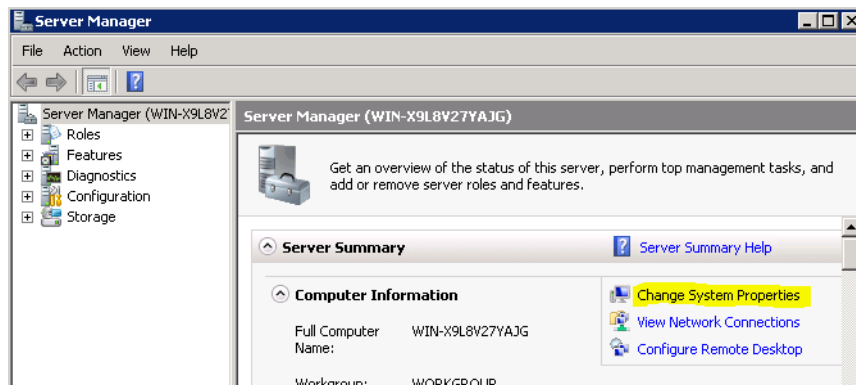 Server Manager
File Action View Help
Server Manager (WIN-X9L8V2
Roles
Features
Diagnostics
Configuration
Storage
Server Manager (WIN-X9L8V27YAJG)
Get an overview of the status of this server, perform top management tasks, and
add or remove server roles and features.
Server Summary
Server Summary Help
Computer Information
Full Computer
Name:
WIN-X9L8V27YAJG
Workgroup:
WORKGROUP
Change System Properties
View Network Connections
Configure Remote Desktop